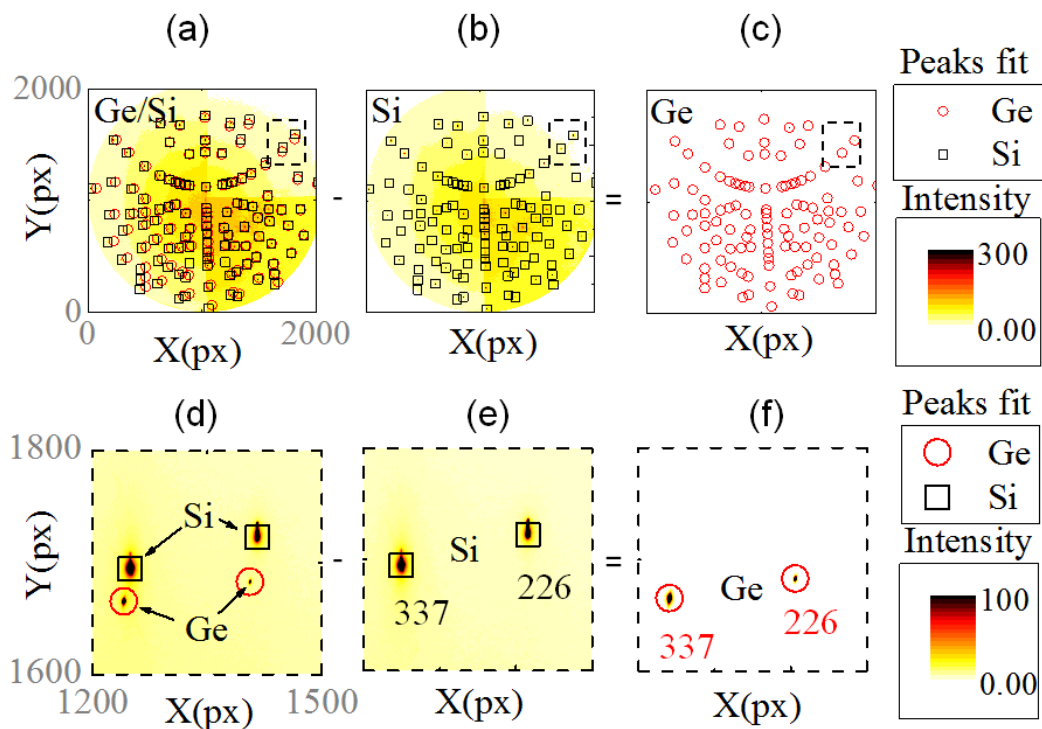 (a) (b) (c)
Peaks fit
Ge
Si
Intensity
300
0.00
2000
Y(px)
0
Ge/Si
0 2000
X(px)
-
Si
X(px)
=
Ge
X(px)
(d) (e) (f)
Peaks fit
Ge
Si
Intensity
100
0.00
1800
Y(px)
1600
Si
Ge
1200 1500
X(px)
-
Si
337 226
X(px)
=
Ge
337 226
X(px)